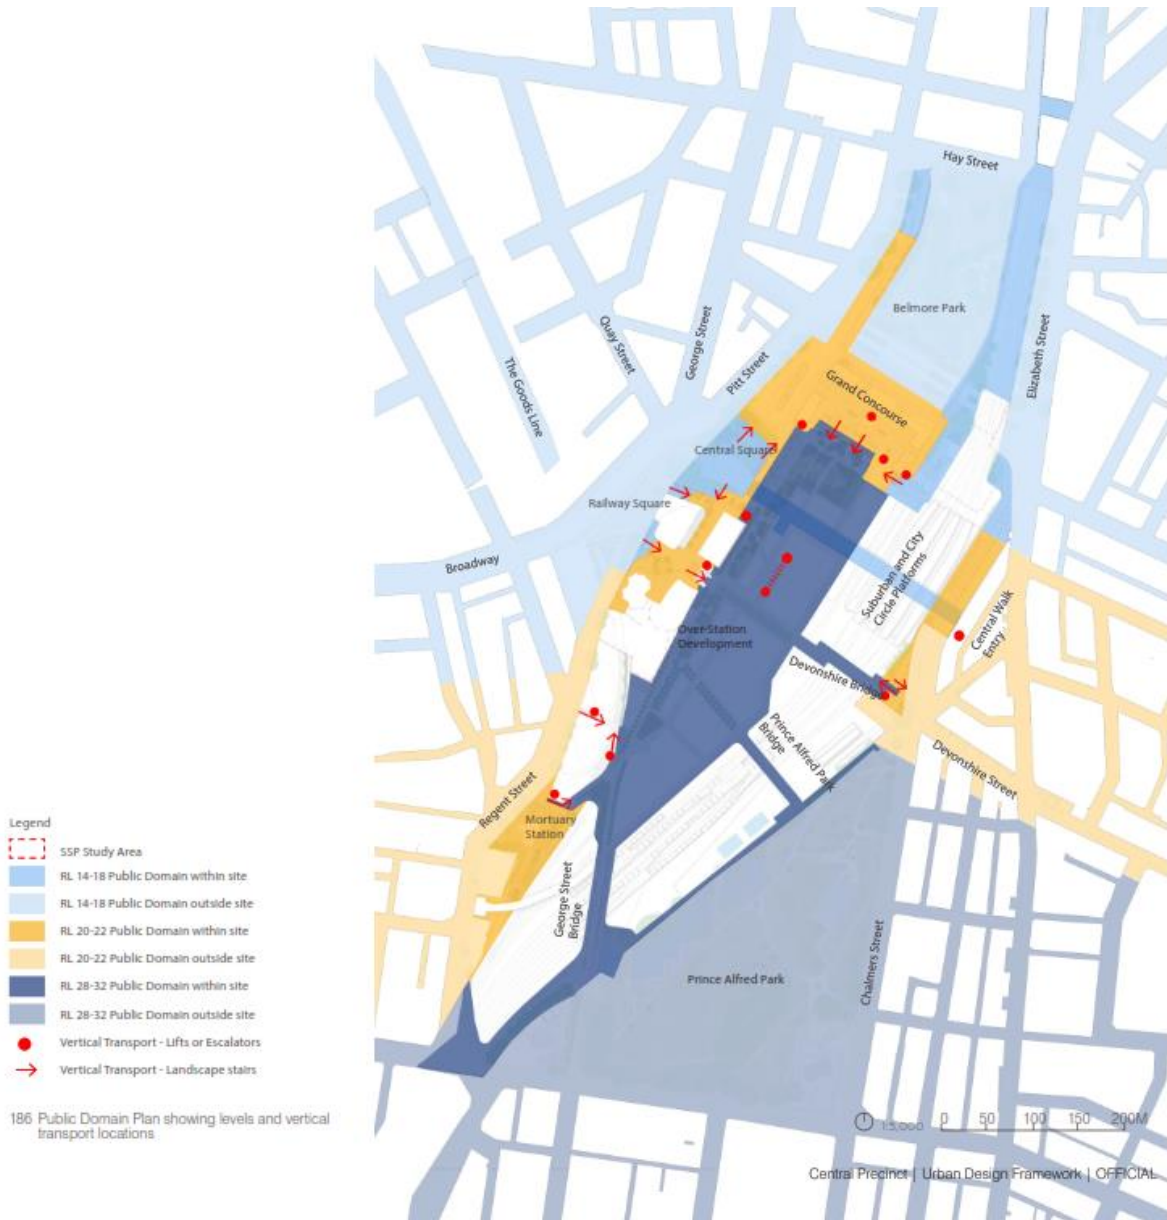 Hay Street
Belmore Park
Elizabeth Street
George Street
Quay Street
The Goods Line
Pitt Street
Grand Concourse
Central Square
Railway Square
Broadway
Suburban and City
Circle Platforms
Central Walk
Entry
Over-Station
Development
Devonshire Bridge
Prince Alfred Park
Bridge
Devonshire Street
Regent Street
Mortuary
Station
George Street
Bridge
Prince Alfred Park
Chalmers Street
Legend
SSP Study Area
RL 14-18 Public Domain within site
RL 14-18 Public Domain outside site
RL 20-22 Public Domain within site
RL 20-22 Public Domain outside site
RL 28-32 Public Domain within site
RL 28-32 Public Domain outside site
Vertical Transport - Lifts or Escalators
Vertical Transport - Landscape stairs
186 Public Domain Plan showing levels and vertical
transport locations
1:5,000 0 50 100 150 200M
Central Precinct | Urban Design Framework | OFFICIAL